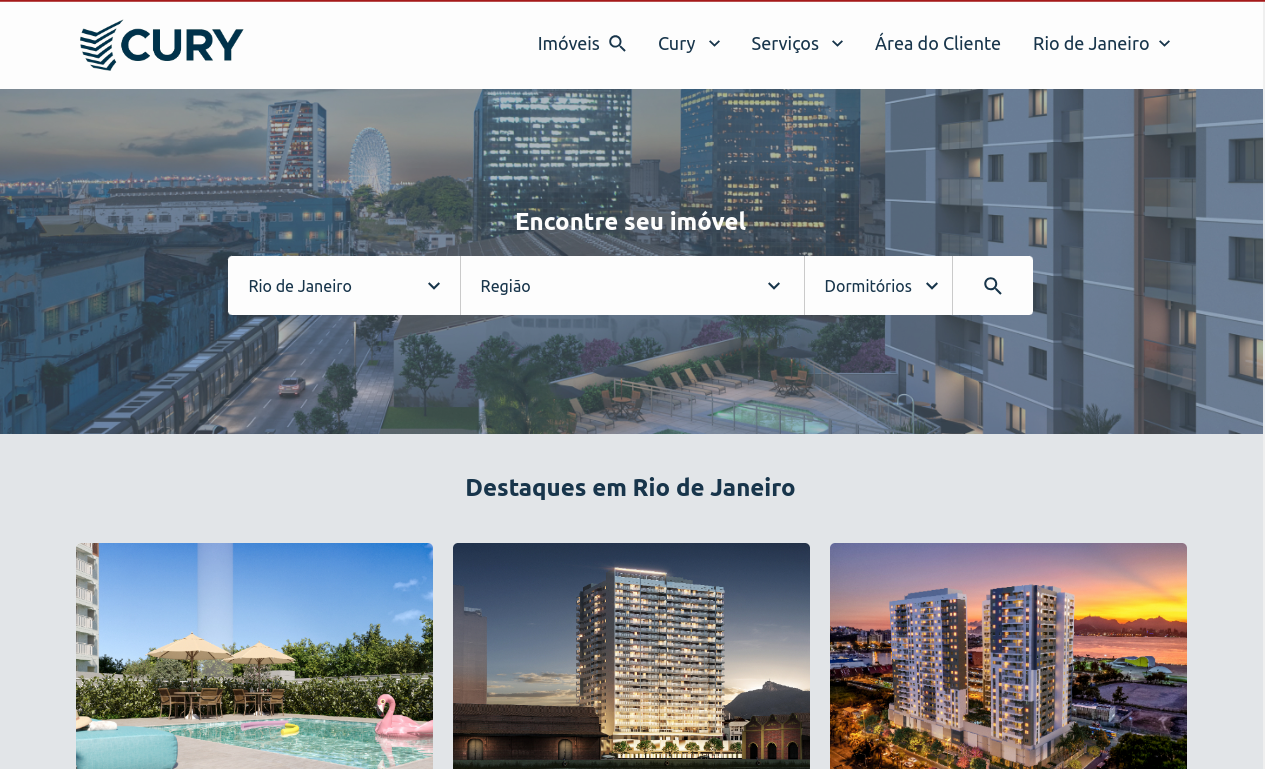 CURY
Imóveis
Cury
Serviços
Área do Cliente
Rio de Janeiro
Encontre seu imóvel
Rio de Janeiro
Região
Dormitórios
Destaques em Rio de Janeiro